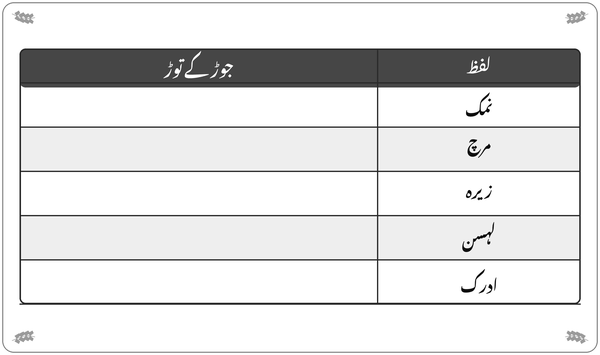 لفظ جوڑ کے توڑ
نمک
مرچ
زیرہ
لہسن
ادرک